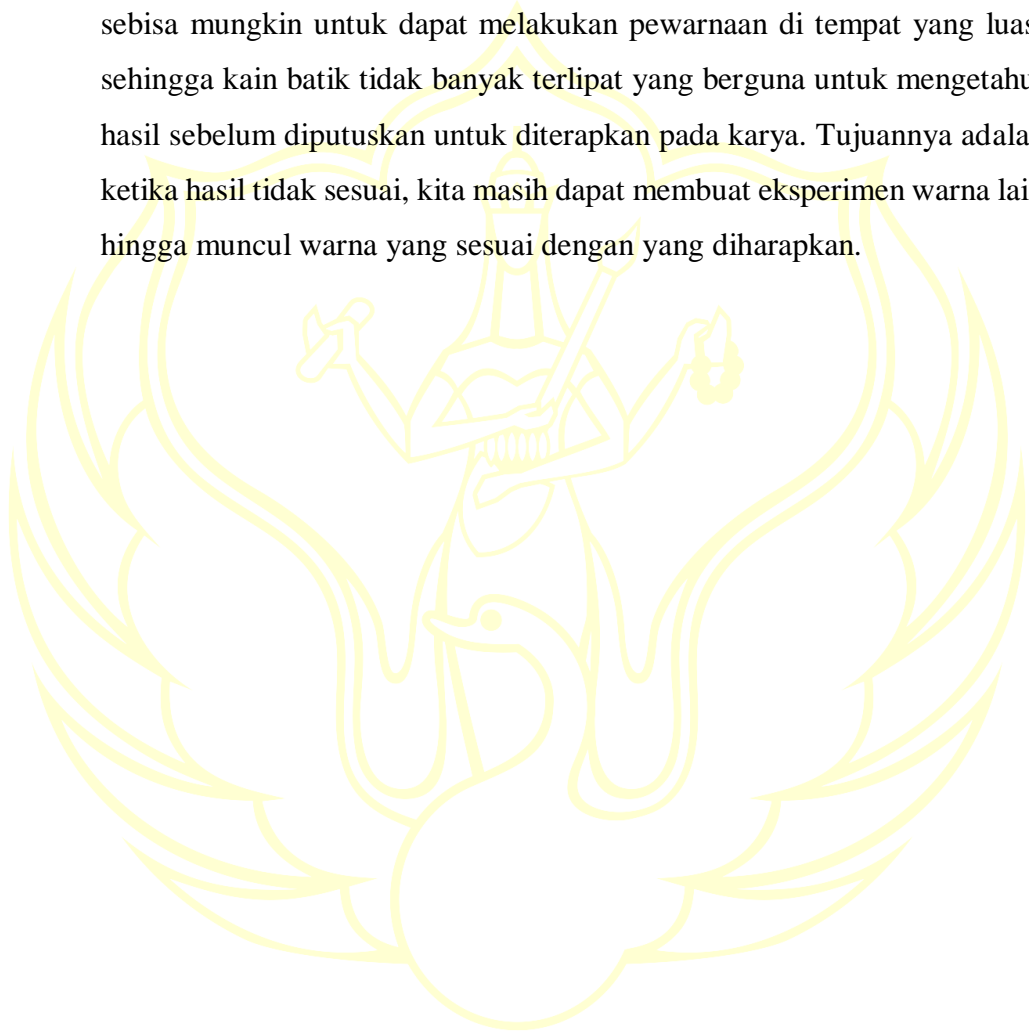 sebisa mungkin untuk dapat melakukan pewarnaan di tempat yang luas
sehingga kain batik tidak banyak terlipat yang berguna untuk mengetahu
hasil sebelum diputuskan untuk diterapkan pada karya. Tujuannya adala
ketika hasil tidak sesuai, kita masih dapat membuat eksperimen warna lai
hingga muncul warna yang sesuai dengan yang diharapkan.